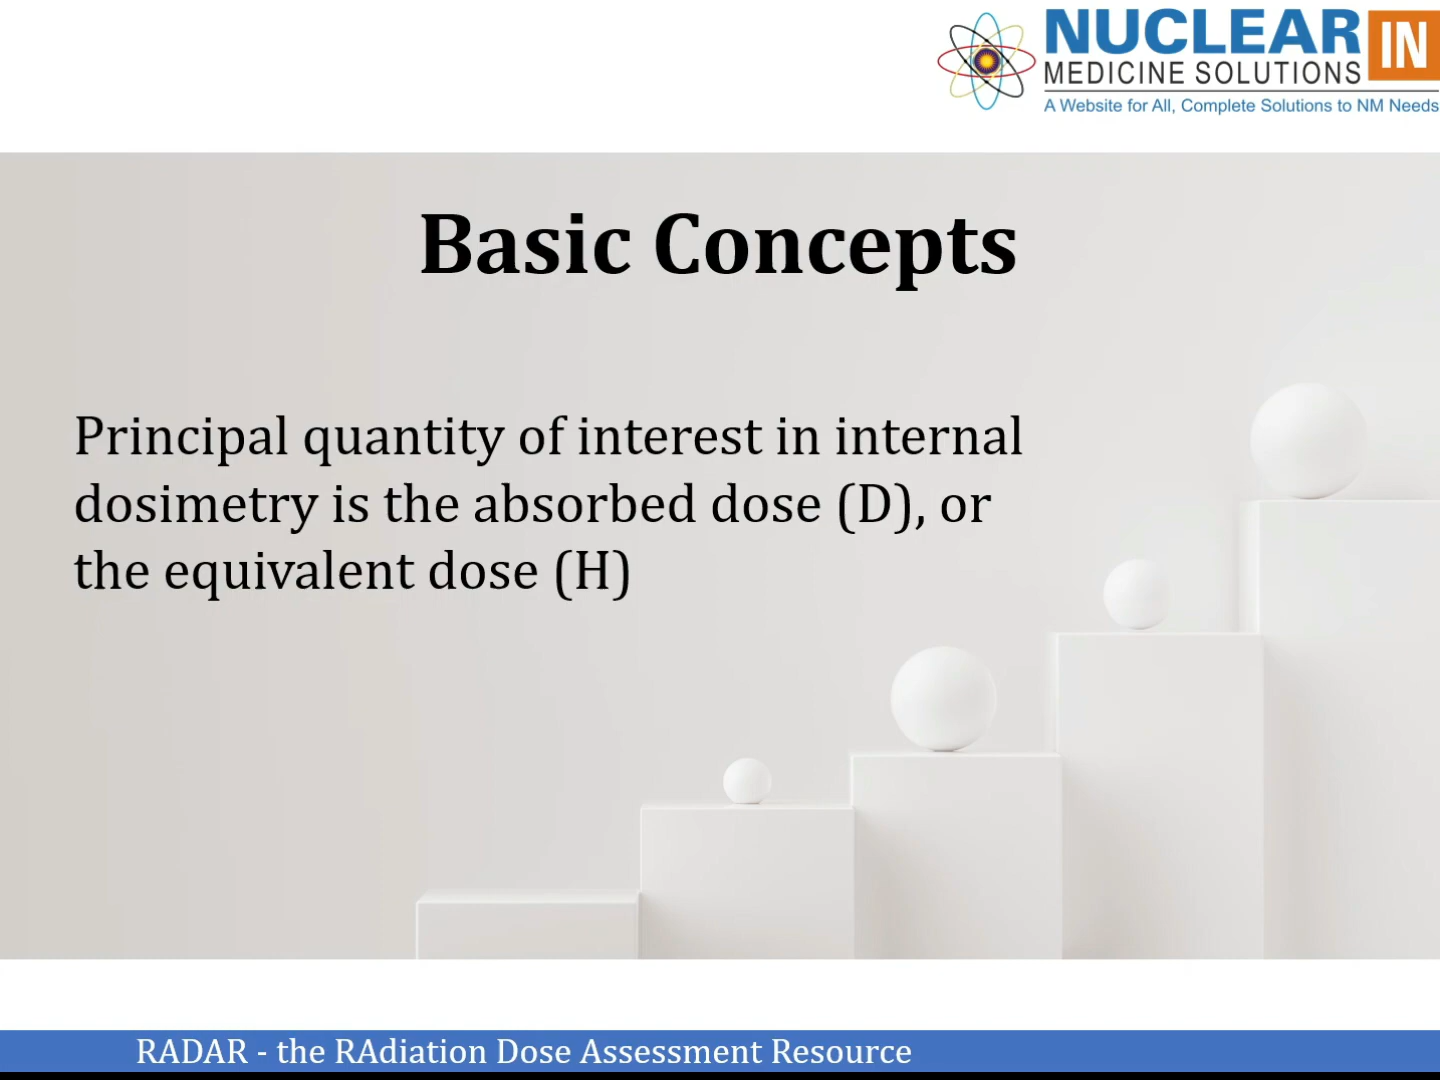 NUCLEAR IN
MEDICINE SOLUTIONS
A Website for All, Complete Solutions to NM Needs
Basic Concepts
Principal quantity of interest in internal
dosimetry is the absorbed dose (D), or
the equivalent dose (H)
RADAR - the RAdiation Dose Assessment Resource